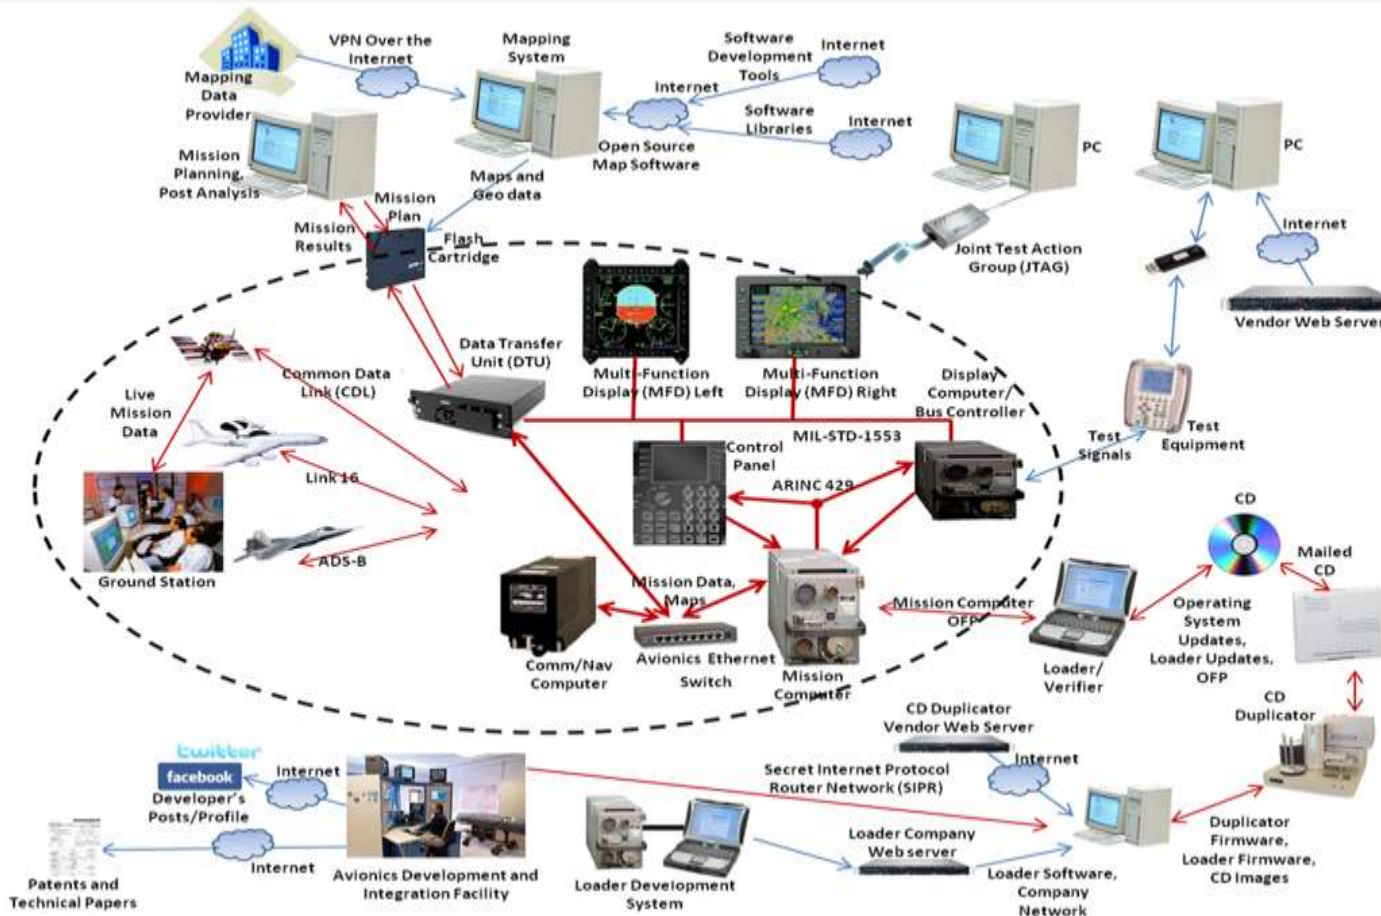 VPN Over the
Internet
Mapping
System
Software
Development
Tools
Internet
Mapping
Data
Provider
Internet
Software
Libraries
Internet
Open Source
Map Software
PC
PC
Mission
Planning,
Post Analysis
Maps and
Geo data
Mission
Plan
Mission
Results
Flash
Cartridge
Joint Test Action
Group (JTAG)
Internet
Vendor Web Server
Data Transfer
Unit (DTU)
Common Data
Link (CDL)
Live
Mission
Data
Multi-Function
Display (MFD) Left
Multi-Function
Display (MFD) Right
Display
Computer/
Bus Controller
MIL-STD-1553
Control
Panel
ARINC 429
Test
Signals
Test
Equipment
Link 16
ADS-B
Ground Station
CD
Mailed
CD
Mission Data,
Maps
Mission Computer
OFP
Operating
System
Updates,
Loader Updates,
OFP
Comm/Nav
Computer
Avionics Ethernet
Switch
Mission
Computer
Loader/
Verifier
CD
Duplicator
CD Duplicator
Vendor Web Server
Internet
Secret Internet Protocol
Router Network (SIPR)
twitter
facebook
Internet
Developer's
Posts/Profile
Internet
Patents and
Technical Papers
Avionics Development and
Integration Facility
Loader Development
System
Loader Company
Web server
Loader Software,
Company
Network
Duplicator
Firmware,
Loader Firmware,
CD Images